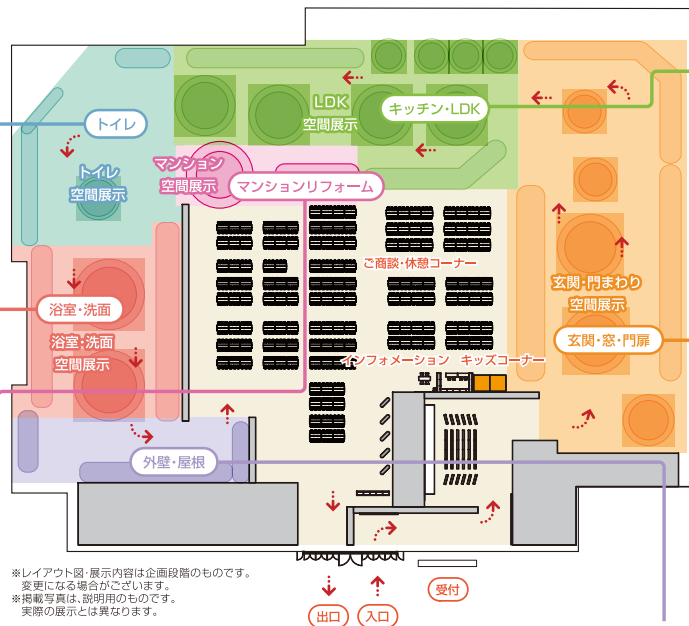 LDK
空間展示
キッチン・LDK
トイレ
トイレ
空間展示
マンション
空間展示
マンションリフォーム
ご商談・休憩コーナー
玄関・門まわり
空間展示
浴室・洗面
浴室・洗面
空間展示
玄関・窓・門扉
インフォメーション キッズコーナー
外壁・屋根
※レイアウト図・展示内容は企画段階のものです。
変更になる場合がございます。
※掲載写真は、説明用のものです。
実際の展示とは異なります。
出口
入口
受付